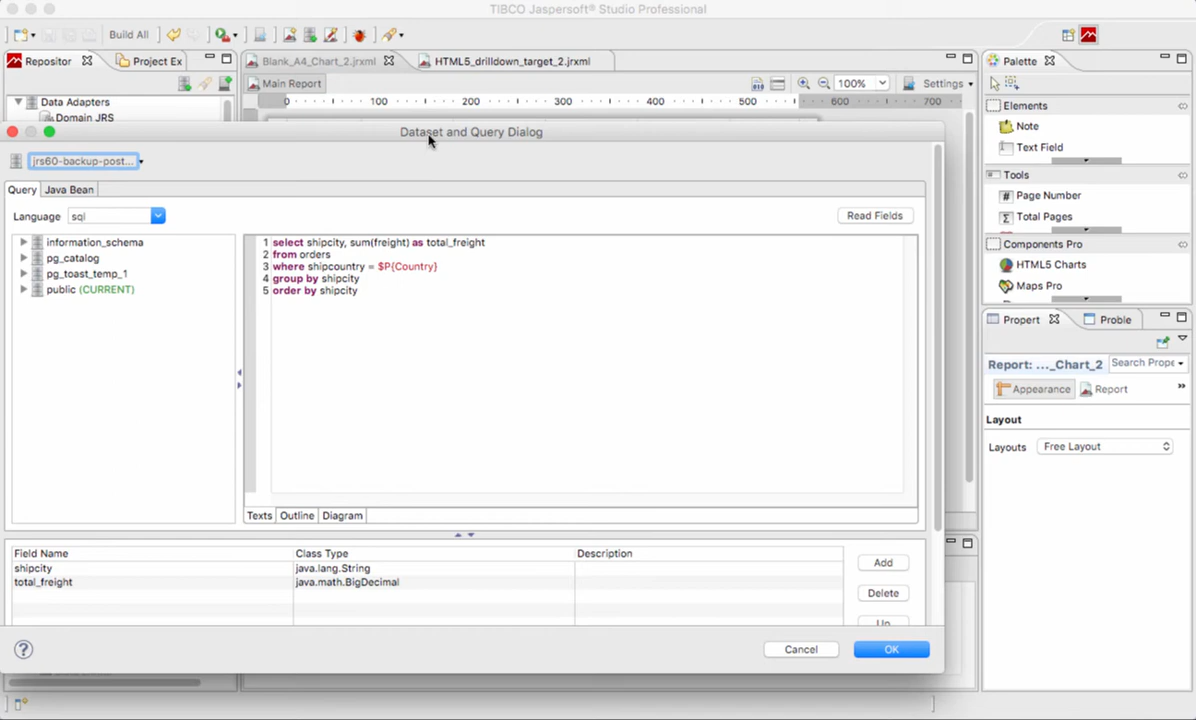 TIBCO Jaspersoft® Studio Professional
Build All
Repositor
Project Ex
Blank_A4_Chart_2.jrxml
HTML5_drilldown_target_2.jrxml
Palette
Main Report
100%
Settings
0 100 200 300 400 500 600 700
Data Adapters
Domain JRS
Elements
Note
Text Field
Tools
Page Number
Total Pages
Components Pro
HTML5 Charts
Maps Pro
Dataset and Query Dialog
jrs60-backup-post...
Query
Java Bean
Language
sql
Read Fields
information_schema
pg_catalog
pg_toast_temp_1
public (CURRENT)
1 select shipcity, sum(freight) as total_freight
2 from orders
3 where shipcountry = $P{Country}
4 group by shipcity
5 order by shipcity
Texts
Outline
Diagram
Field Name
Class Type
Description
shipcity
java.lang.String
total_freight
java.math.BigDecimal
Add
Delete
Up
?
Cancel
OK
Propert
Proble
Report: ..._Chart_2
Search Prope
Appearance
Report
Layout
Layouts
Free Layout